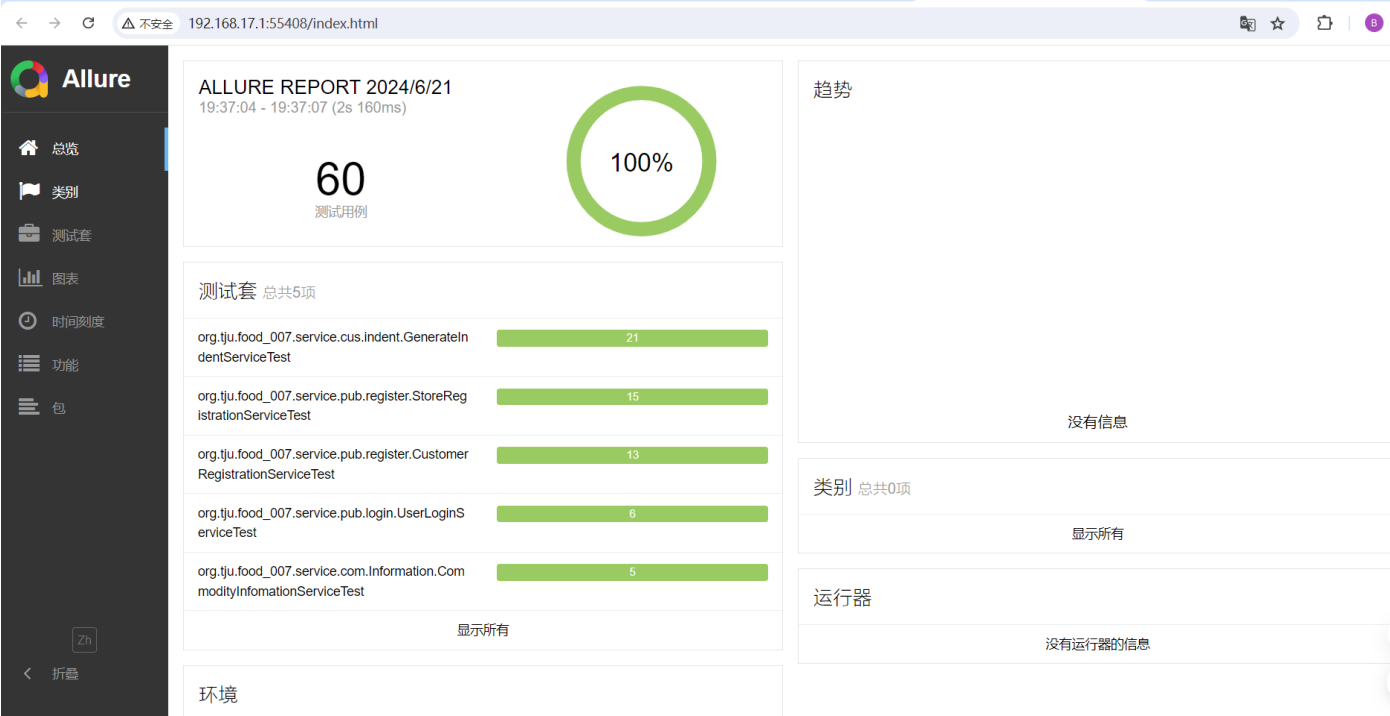 不安全 192.168.17.1:55408/index.html
B
Allure
总览
类别
测试套
图表
时间刻度
功能
包
Zh
折叠
ALLURE REPORT 2024/6/21
19:37:04 - 19:37:07 (2s 160ms)
60
测试用例
100%
测试套 总共5项
org.tju.food_007.service.cus.indent.GenerateIn
dentServiceTest
21
org.tju.food_007.service.pub.register.StoreReg
istrationServiceTest
15
org.tju.food_007.service.pub.register.Customer
RegistrationServiceTest
13
org.tju.food_007.service.pub.login.UserLoginS
erviceTest
6
org.tju.food_007.service.com.Information.Com
modityInfomationServiceTest
5
显示所有
环境
趋势
没有信息
类别 总共0项
显示所有
运行器
没有运行器的信息